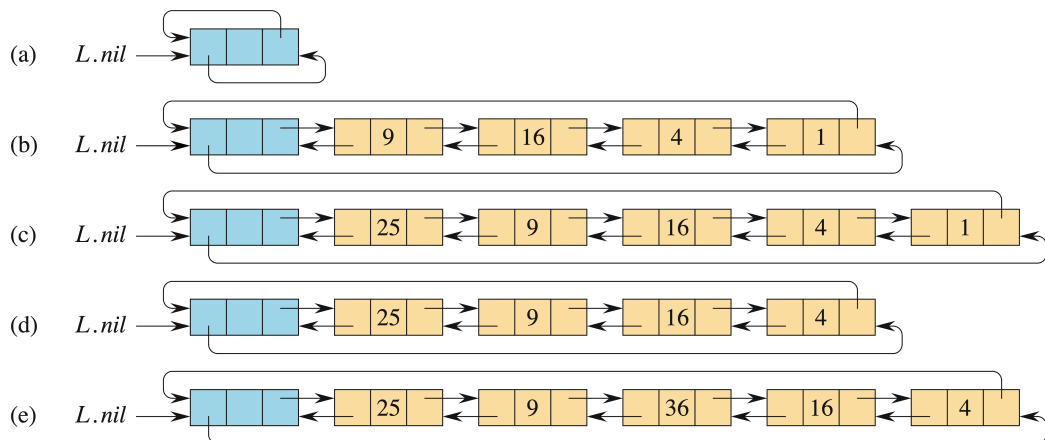 (a) L.nil
(b) L.nil 9 16 4 1
(c) L.nil 25 9 16 4 1
(d) L.nil 25 9 16 4
(e) L.nil 25 9 36 16 4